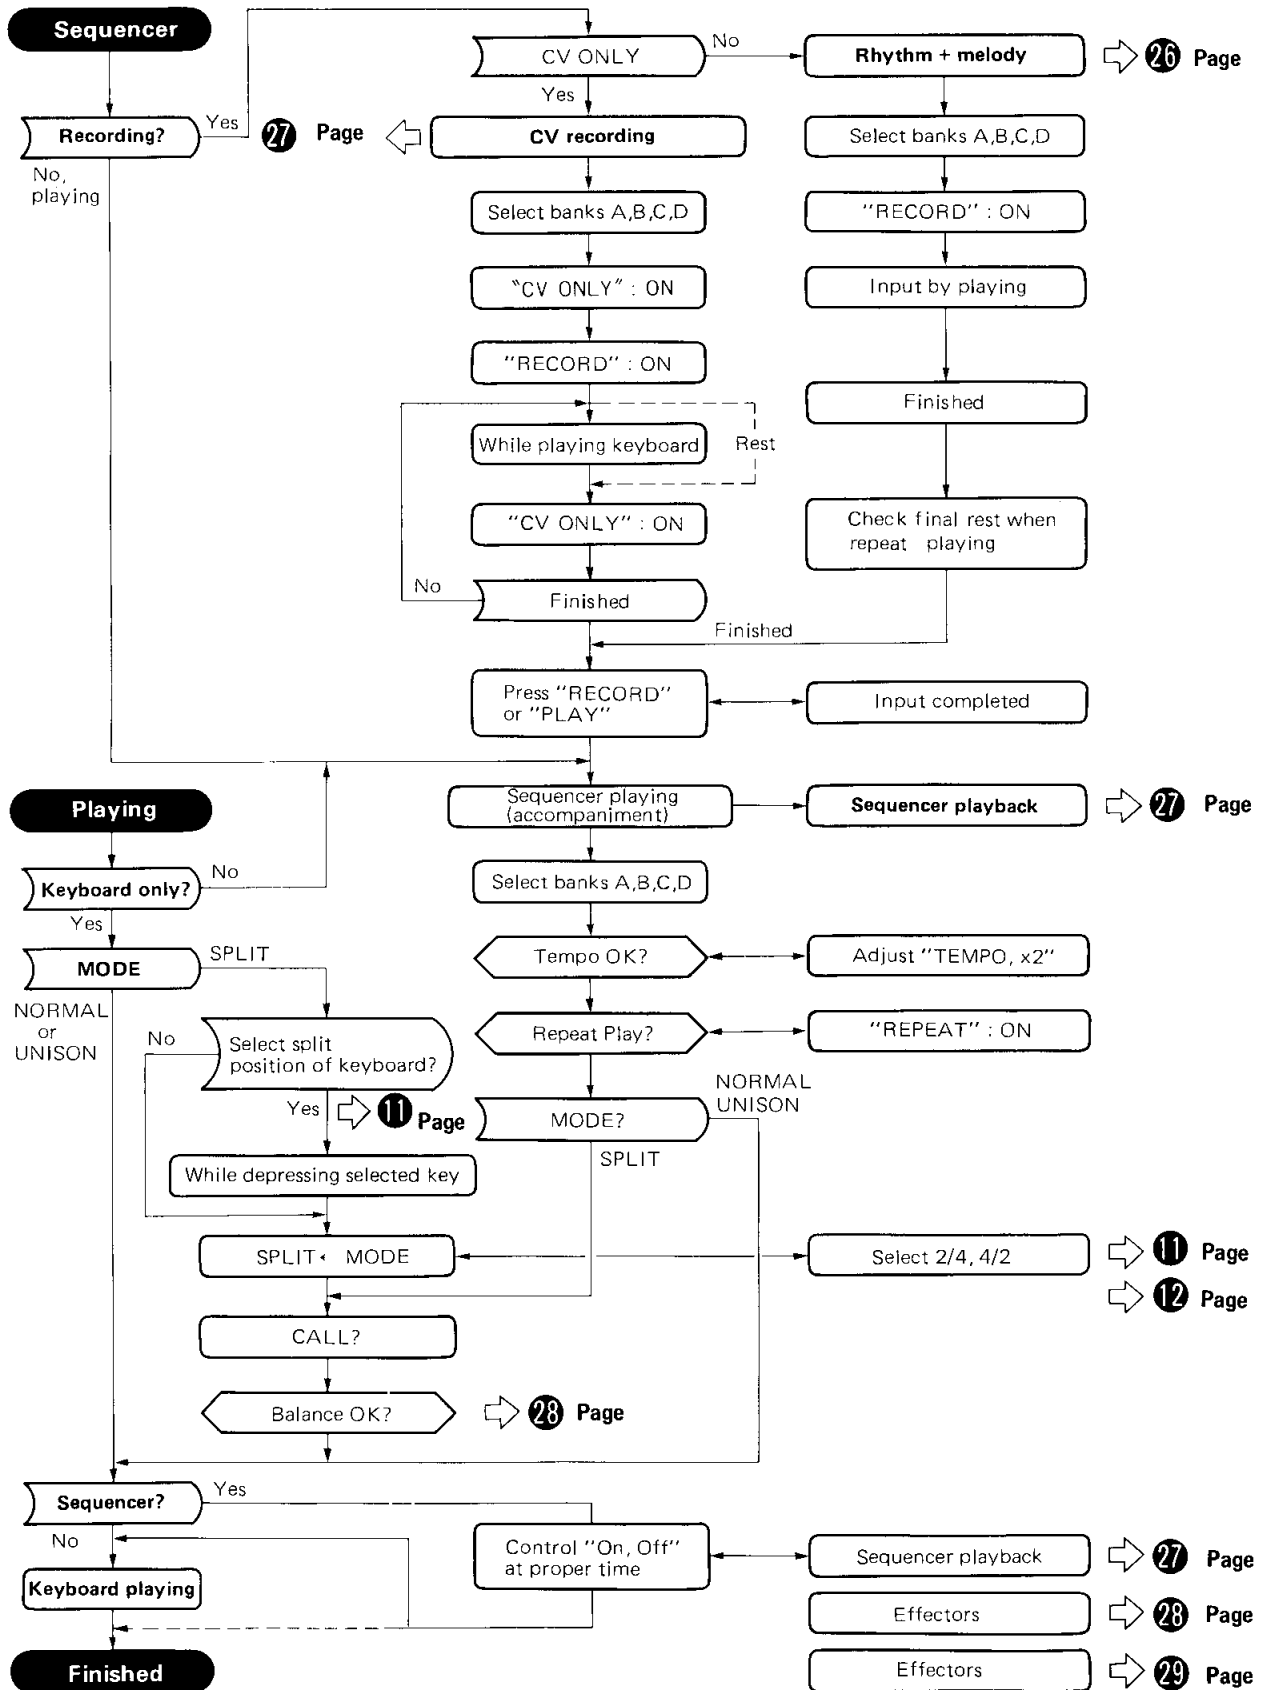 Sequencer
CV ONLY
No
Rhythm + melody
26 Page
Yes
Recording?
Yes
27 Page
CV recording
Select banks A,B,C,D
No,
playing
Select banks A,B,C,D
"RECORD" : ON
"CV ONLY" : ON
Input by playing
"RECORD" : ON
Finished
While playing keyboard
Rest
"CV ONLY" : ON
Check final rest when
repeat playing
No
Finished
Finished
Press "RECORD"
or "PLAY"
Input completed
Playing
Sequencer playing
(accompaniment)
Sequencer playback
27 Page
Keyboard only?
No
Select banks A,B,C,D
Yes
MODE
SPLIT
Tempo OK?
Adjust "TEMPO, x2"
NORMAL
or
UNISON
No
Select split
position of keyboard?
Repeat Play?
"REPEAT" : ON
Yes
11 Page
MODE?
NORMAL
UNISON
SPLIT
While depressing selected key
SPLIT MODE
Select 2/4, 4/2
11 Page
12 Page
CALL?
Balance OK?
28 Page
Sequencer?
Yes
No
Control "On, Off"
at proper time
Sequencer playback
27 Page
Keyboard playing
Effectors
28 Page
Finished
Effectors
29 Page